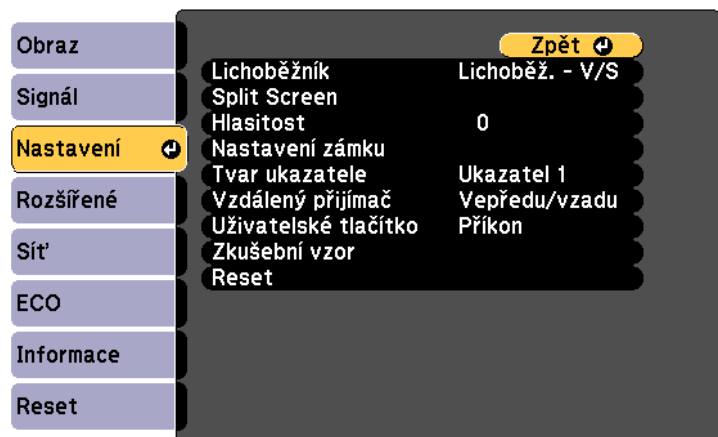 Obraz
Signál
Nastavení
Rozšířené
Síť
ECO
Informace
Reset
Zpět
Lichoběžník Lichoběž. - V/S
Split Screen
Hlasitost 0
Nastavení zámku
Tvar ukazatele Ukazatel 1
Vzdálený přijímač Vepředu/vzadu
Uživatelské tlačítko Příkon
Zkušební vzor
Reset